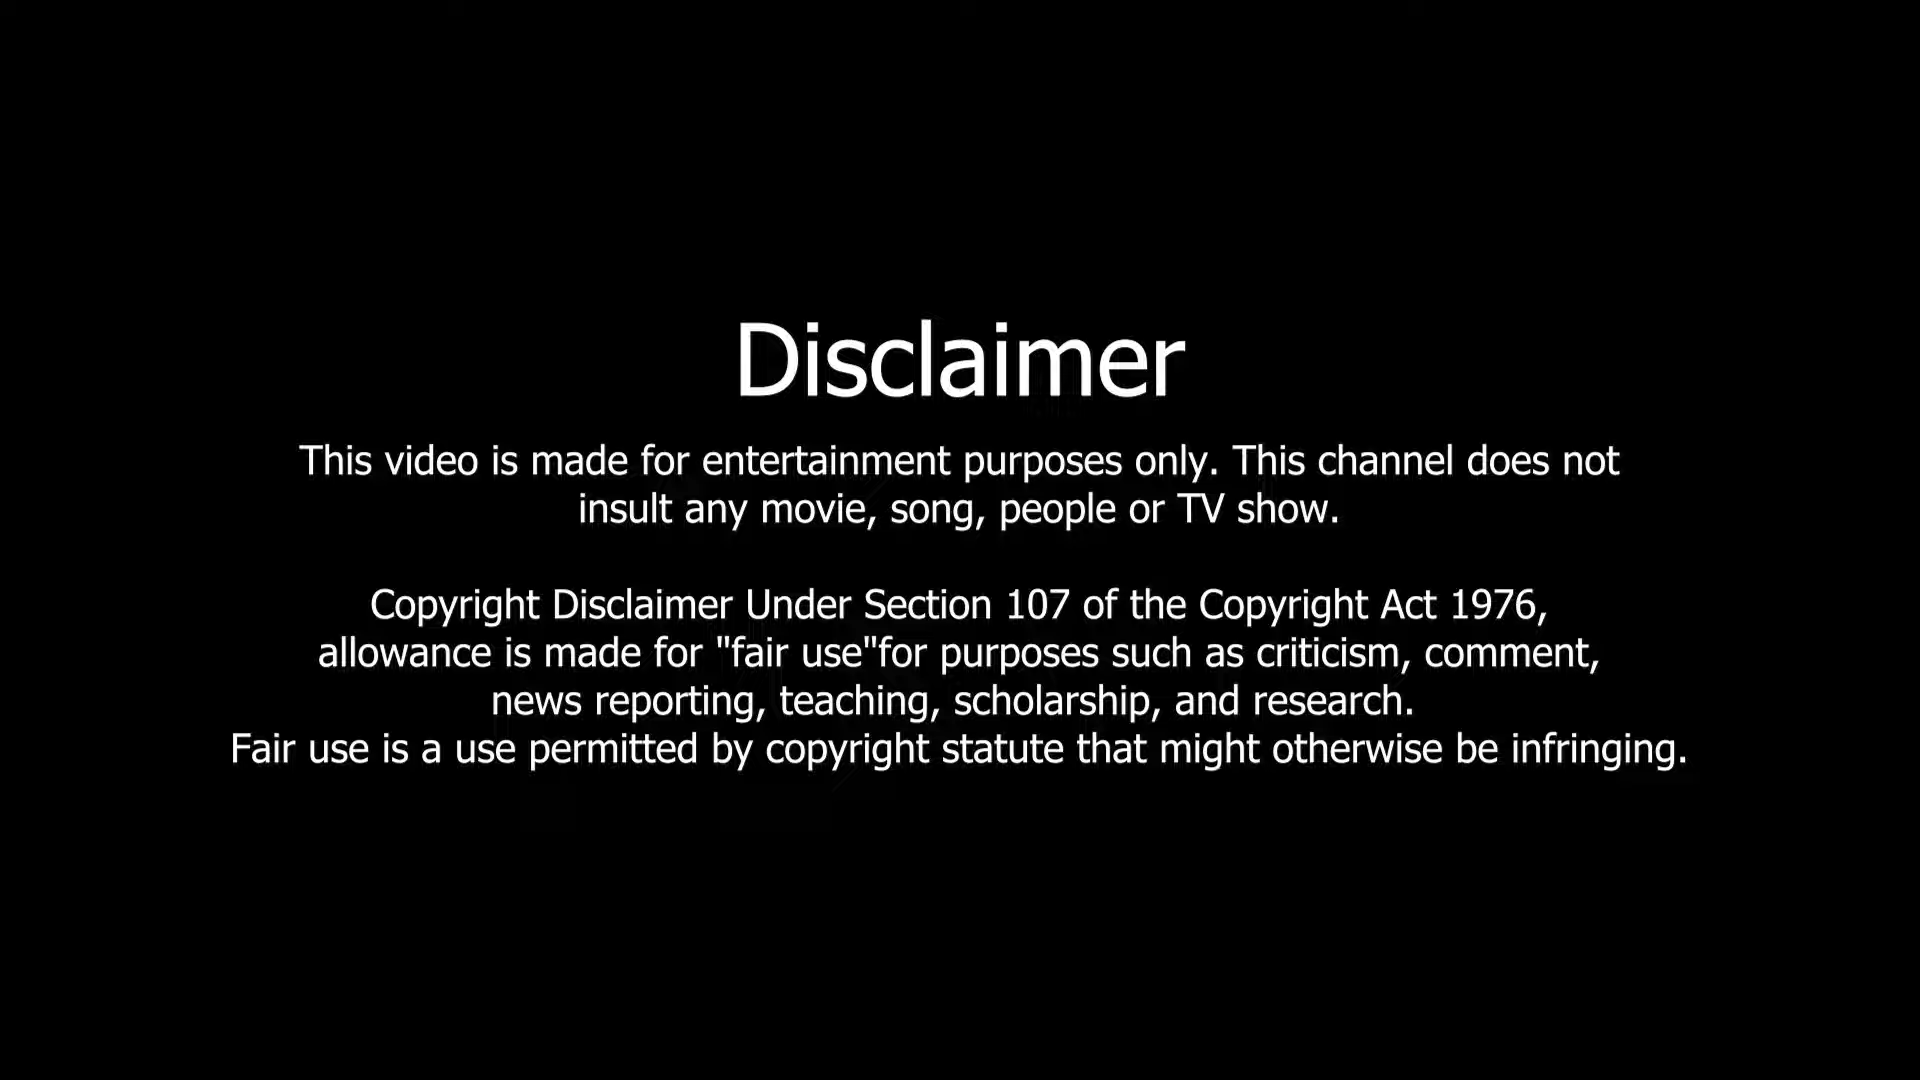 Disclaimer
This video is made for entertainment purposes only. This channel does not
insult any movie, song, people or TV show.
Copyright Disclaimer Under Section 107 of the Copyright Act 1976,
allowance is made for "fair use"for purposes such as criticism, comment,
news reporting, teaching, scholarship, and research.
Fair use is a use permitted by copyright statute that might otherwise be infringing.